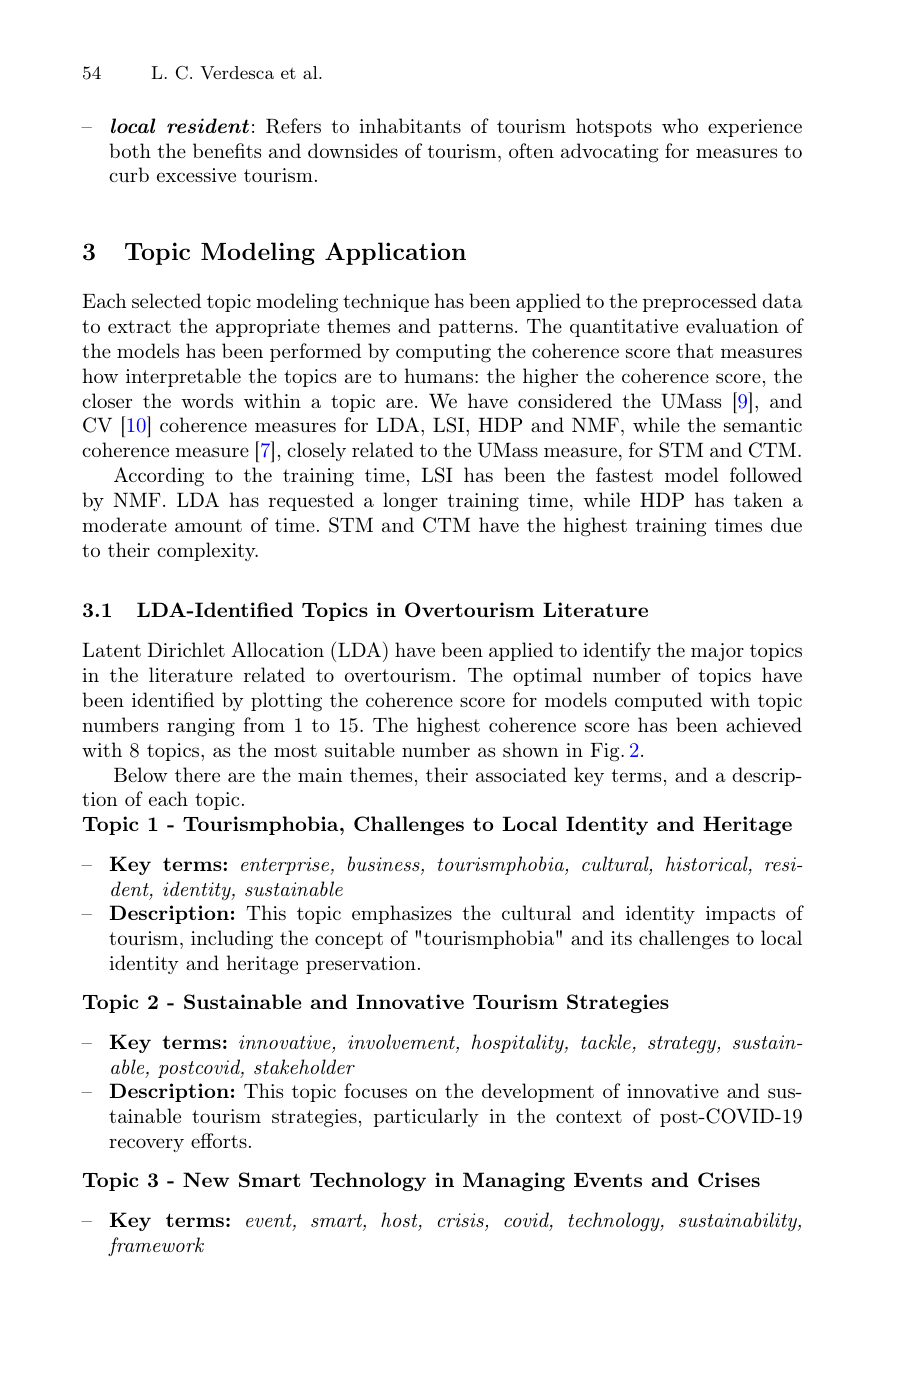 54 L. C. Verdesca et al.
– local resident: Refers to inhabitants of tourism hotspots who experience
both the benefits and downsides of tourism, often advocating for measures to
curb excessive tourism.
3 Topic Modeling Application
Each selected topic modeling technique has been applied to the preprocessed data
to extract the appropriate themes and patterns. The quantitative evaluation of
the models has been performed by computing the coherence score that measures
how interpretable the topics are to humans: the higher the coherence score, the
closer the words within a topic are. We have considered the UMass [9], and
CV [10] coherence measures for LDA, LSI, HDP and NMF, while the semantic
coherence measure [7], closely related to the UMass measure, for STM and CTM.
According to the training time, LSI has been the fastest model followed
by NMF. LDA has requested a longer training time, while HDP has taken a
moderate amount of time. STM and CTM have the highest training times due
to their complexity.
3.1 LDA-Identified Topics in Overtourism Literature
Latent Dirichlet Allocation (LDA) have been applied to identify the major topics
in the literature related to overtourism. The optimal number of topics have
been identified by plotting the coherence score for models computed with topic
numbers ranging from 1 to 15. The highest coherence score has been achieved
with 8 topics, as the most suitable number as shown in Fig. 2.
Below there are the main themes, their associated key terms, and a descrip-
tion of each topic.
Topic 1 - Tourismphobia, Challenges to Local Identity and Heritage
– Key terms: enterprise, business, tourismphobia, cultural, historical, resi-
dent, identity, sustainable
– Description: This topic emphasizes the cultural and identity impacts of
tourism, including the concept of "tourismphobia" and its challenges to local
identity and heritage preservation.
Topic 2 - Sustainable and Innovative Tourism Strategies
– Key terms: innovative, involvement, hospitality, tackle, strategy, sustain-
able, postcovid, stakeholder
– Description: This topic focuses on the development of innovative and sus-
tainable tourism strategies, particularly in the context of post-COVID-19
recovery efforts.
Topic 3 - New Smart Technology in Managing Events and Crises
– Key terms: event, smart, host, crisis, covid, technology, sustainability,
framework